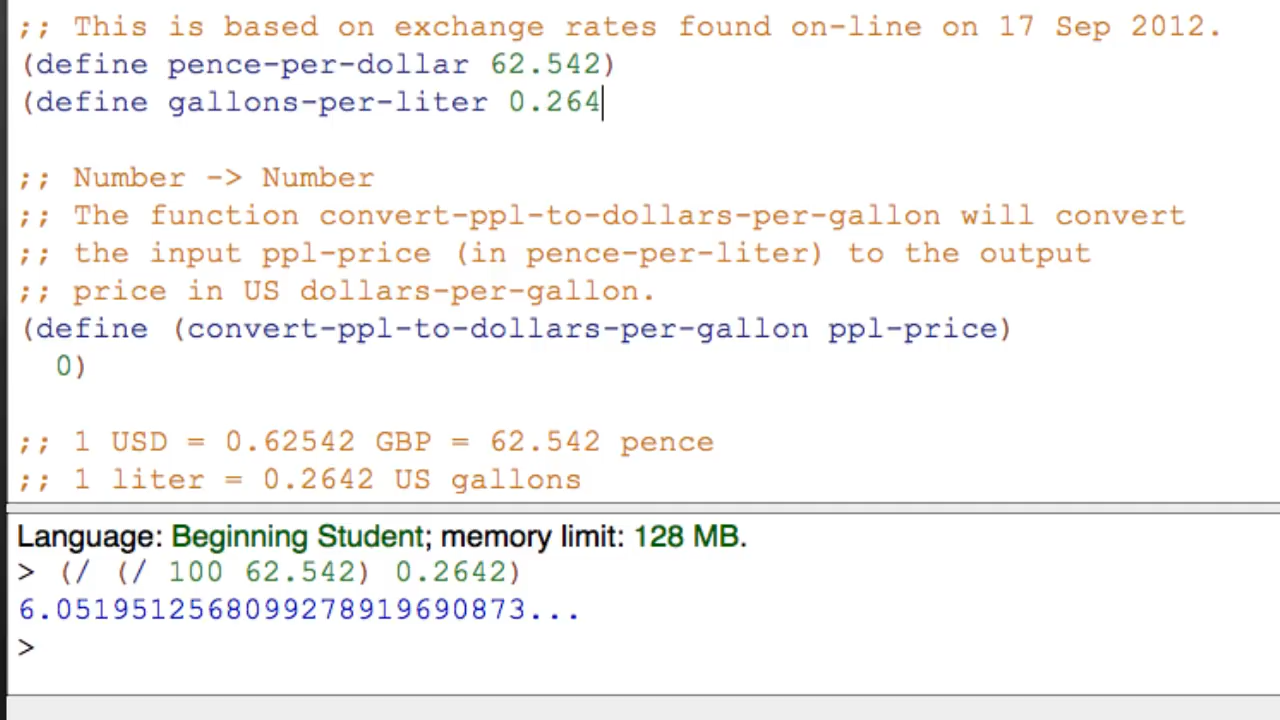 ;; This is based on exchange rates found on-line on 17 Sep 2012.
(define pence-per-dollar 62.542)
(define gallons-per-liter 0.264
;; Number -> Number
;; The function convert-ppl-to-dollars-per-gallon will convert
;; the input ppl-price (in pence-per-liter) to the output
;; price in US dollars-per-gallon.
(define (convert-ppl-to-dollars-per-gallon ppl-price)
  0)
;; 1 USD = 0.62542 GBP = 62.542 pence
;; 1 liter = 0.2642 US gallons
Language: Beginning Student; memory limit: 128 MB.
> (/ (/ 100 62.542) 0.2642)
6.0519512568099278919690873...
>